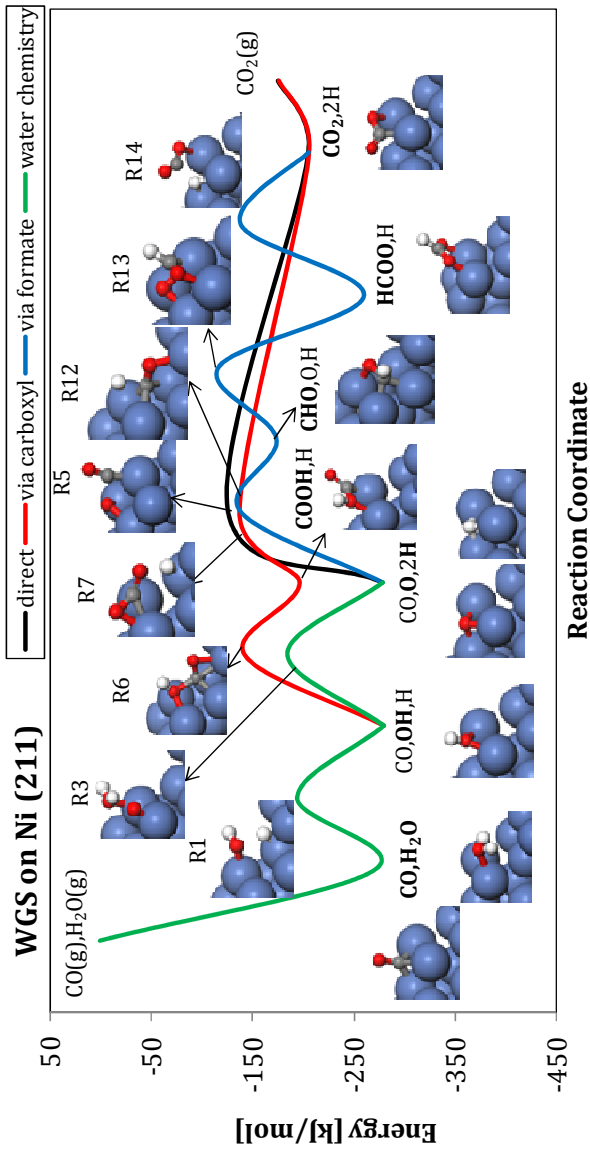 WGS on Ni (211)
direct via carboxyl via formate water chemistry
CO(g),H₂O(g)
R3
R1
R6
R7
R5
R12
R13
R14
CO₂(g)
CO,H₂O
CO,OH,H
CO,O,2H
COOH,H
CHO,O,H
HCOO,H
CO₂,2H
50
-50
-150
-250
-350
-450
Energy [kJ/mol]
Reaction Coordinate